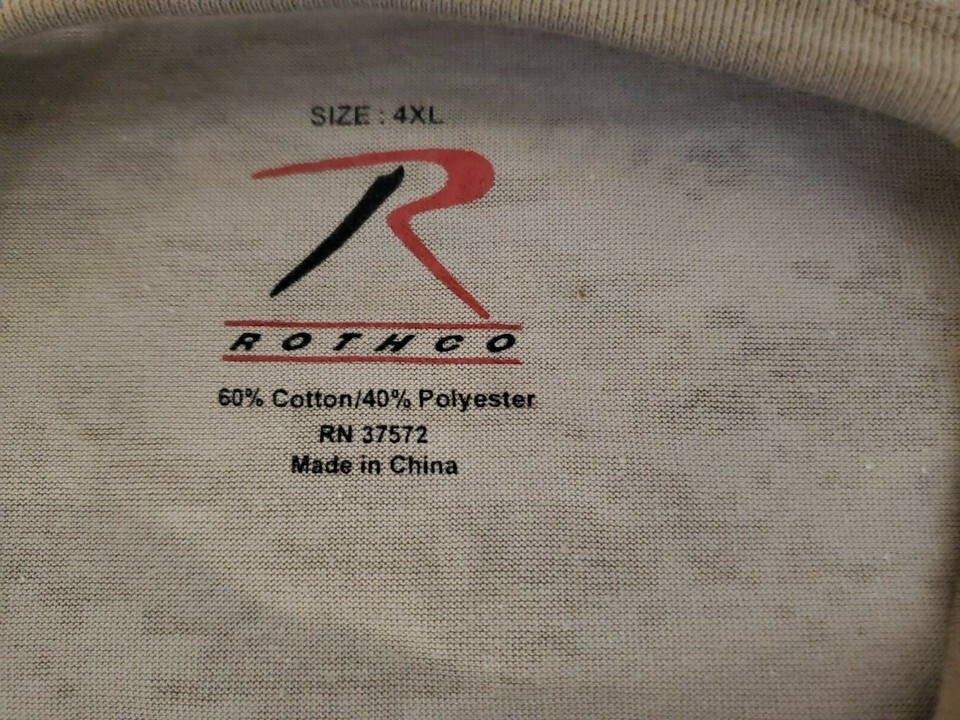 SIZE : 4XL
R
ROTHCO
60% Cotton/40% Polyester
RN 37572
Made in China